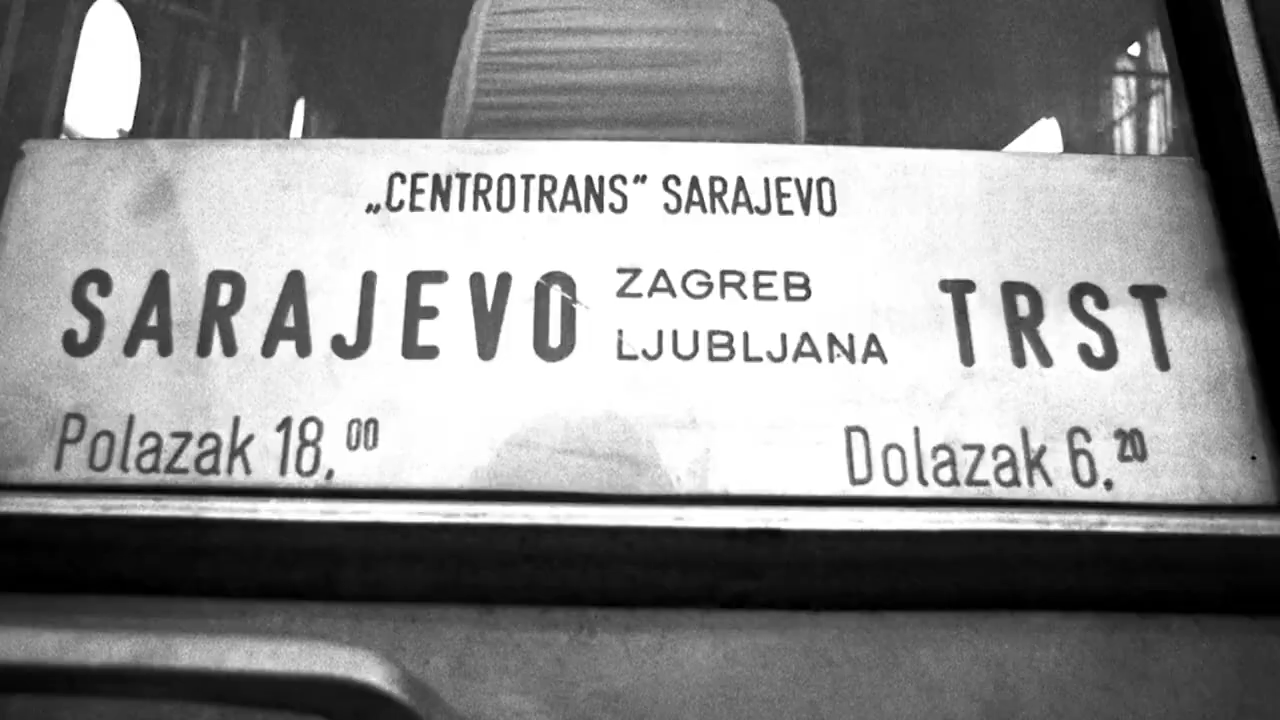 „CENTROTRANS" SARAJEVO
SARAJEVO ZAGREB LJUBLJANA TRST
Polazak 18,00 Dolazak 6.20